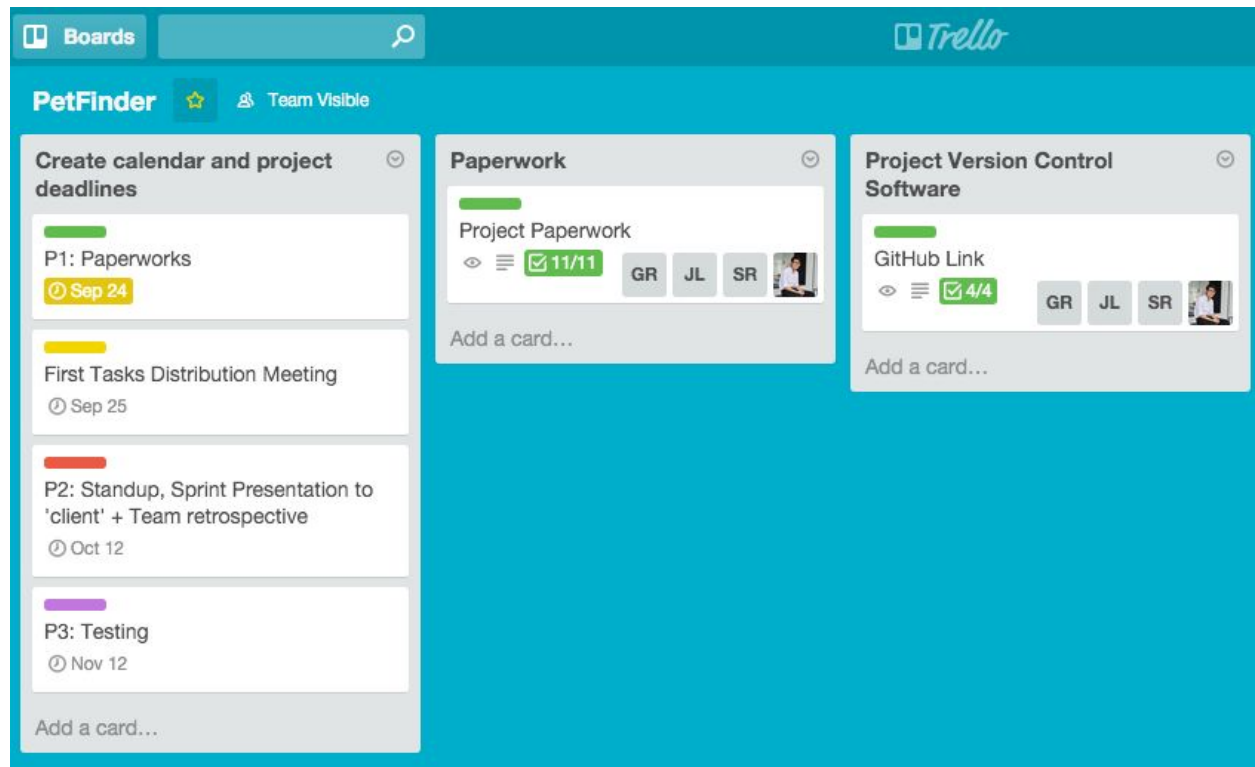 Boards
Trello
PetFinder
Team Visible
Create calendar and project
deadlines
P1: Paperworks
Sep 24
First Tasks Distribution Meeting
Sep 25
P2: Standup, Sprint Presentation to
'client' + Team retrospective
Oct 12
P3: Testing
Nov 12
Add a card...
Paperwork
Project Paperwork
11/11
GR JL SR
Add a card...
Project Version Control
Software
GitHub Link
4/4
GR JL SR
Add a card...